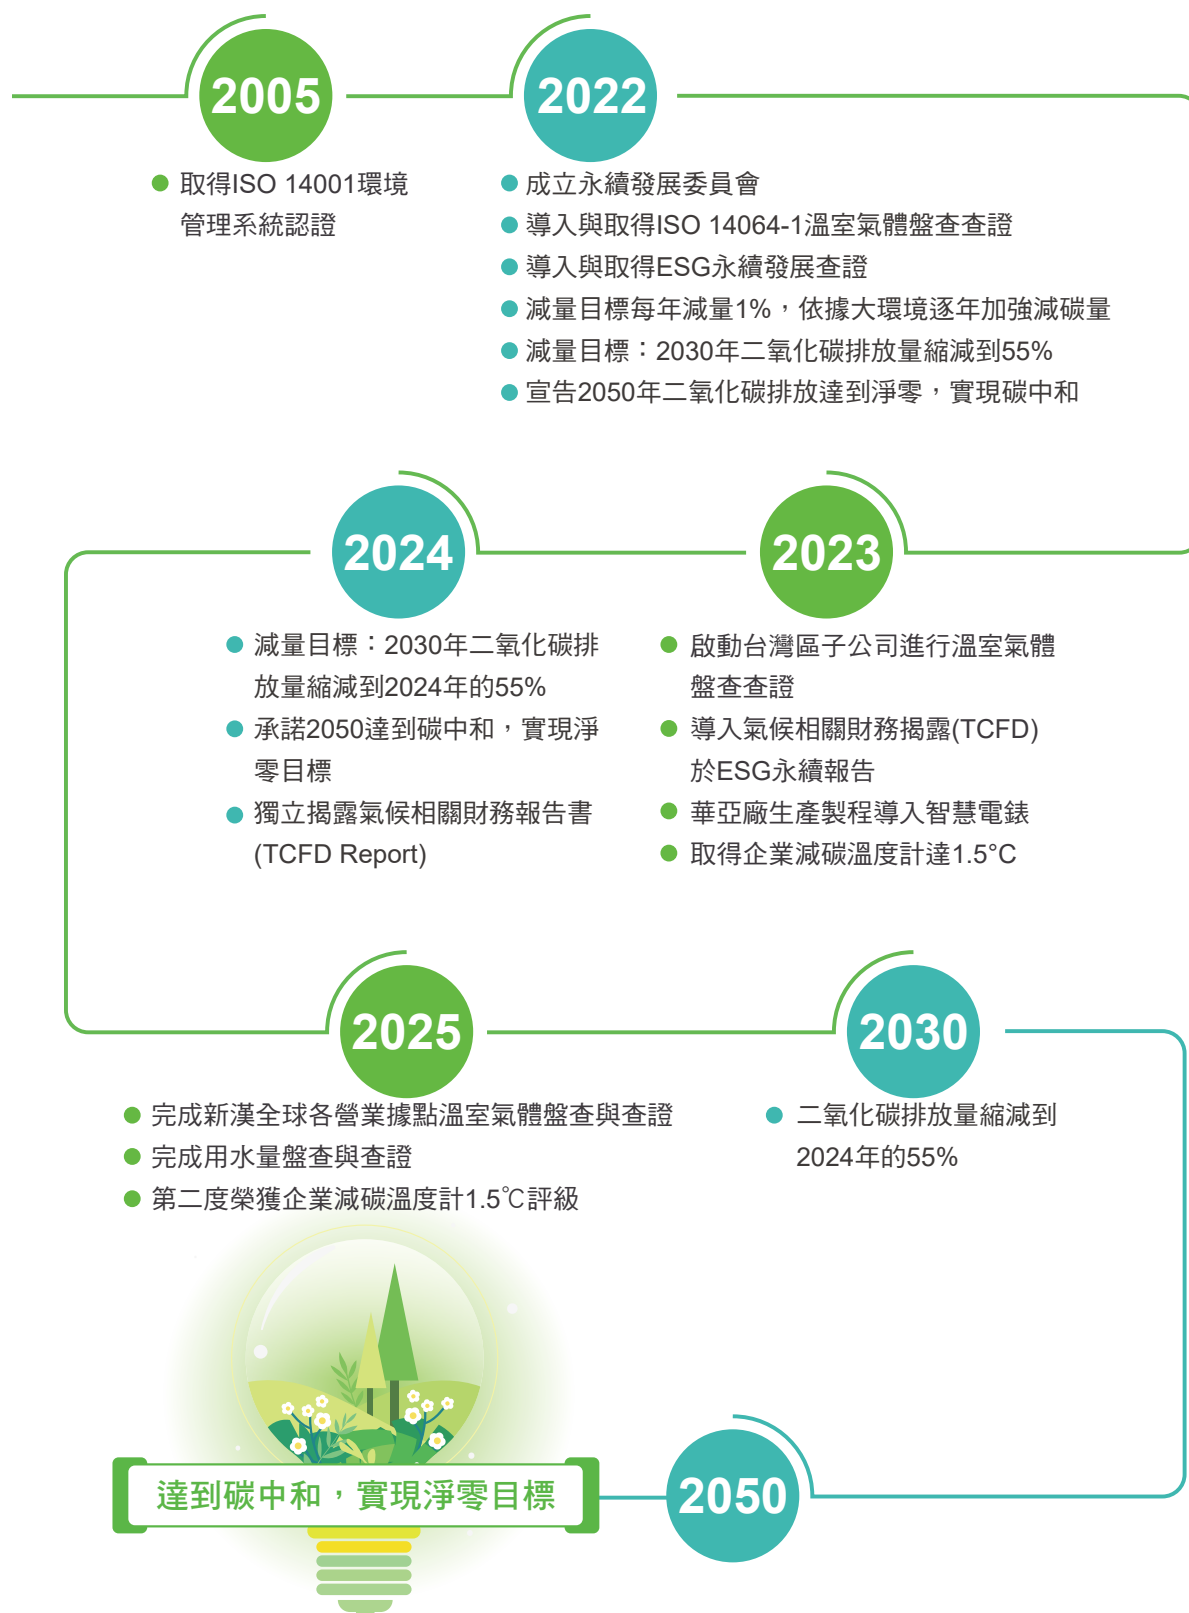 2005
取得ISO 14001環境
管理系統認證
2022
成立永續發展委員會
導入與取得ISO 14064-1溫室氣體盤查查證
導入與取得ESG永續發展查證
減量目標每年減量1%，依據大環境逐年加強減碳量
減量目標：2030年二氧化碳排放量縮減到55%
宣告2050年二氧化碳排放達到淨零，實現碳中和
2023
啟動台灣區子公司進行溫室氣體
盤查查證
導入氣候相關財務揭露(TCFD)
於ESG永續報告
華亞廠生產製程導入智慧電錶
取得企業減碳溫度計達1.5°C
2024
減量目標：2030年二氧化碳排
放量縮減到2024年的55%
承諾2050達到碳中和，實現淨
零目標
獨立揭露氣候相關財務報告書
(TCFD Report)
2025
完成新漢全球各營業據點溫室氣體盤查與查證
完成用水量盤查與查證
第二度榮獲企業減碳溫度計1.5℃評級
2030
二氧化碳排放量縮減到
2024年的55%
2050
達到碳中和，實現淨零目標